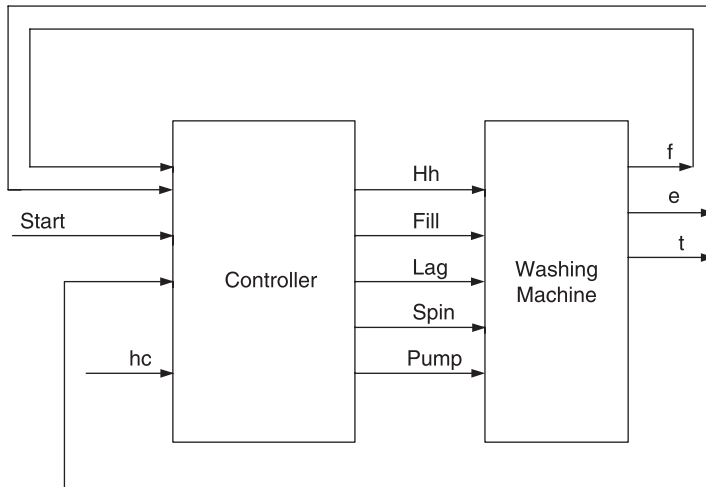 f
Hh
e
Start
Fill
t
Controller
Lag
Washing
Machine
Spin
hc
Pump